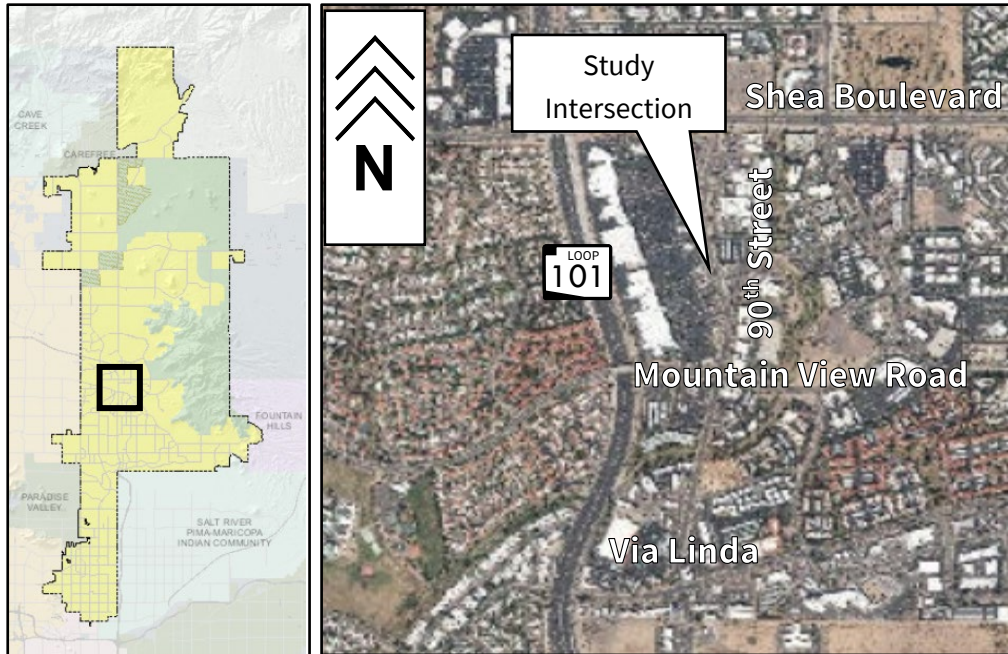 CAVE
CREEK
CAREFREE
FOUNTAIN
HILLS
PARADISE
VALLEY
SALT RIVER
PIMA-MARICOPA
INDIAN COMMUNITY
N
Study
Intersection
Shea Boulevard
LOOP
101
90th Street
Mountain View Road
Via Linda